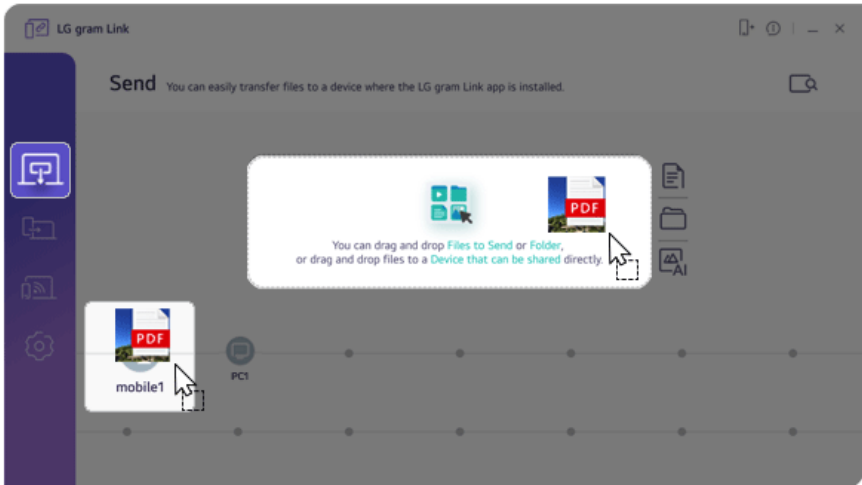 LG gram Link
Send You can easily transfer files to a device where the LG gram Link app is installed.
PDF
You can drag and drop Files to Send or Folder,
or drag and drop files to a Device that can be shared directly.
AI
PDF
mobile1
PC1